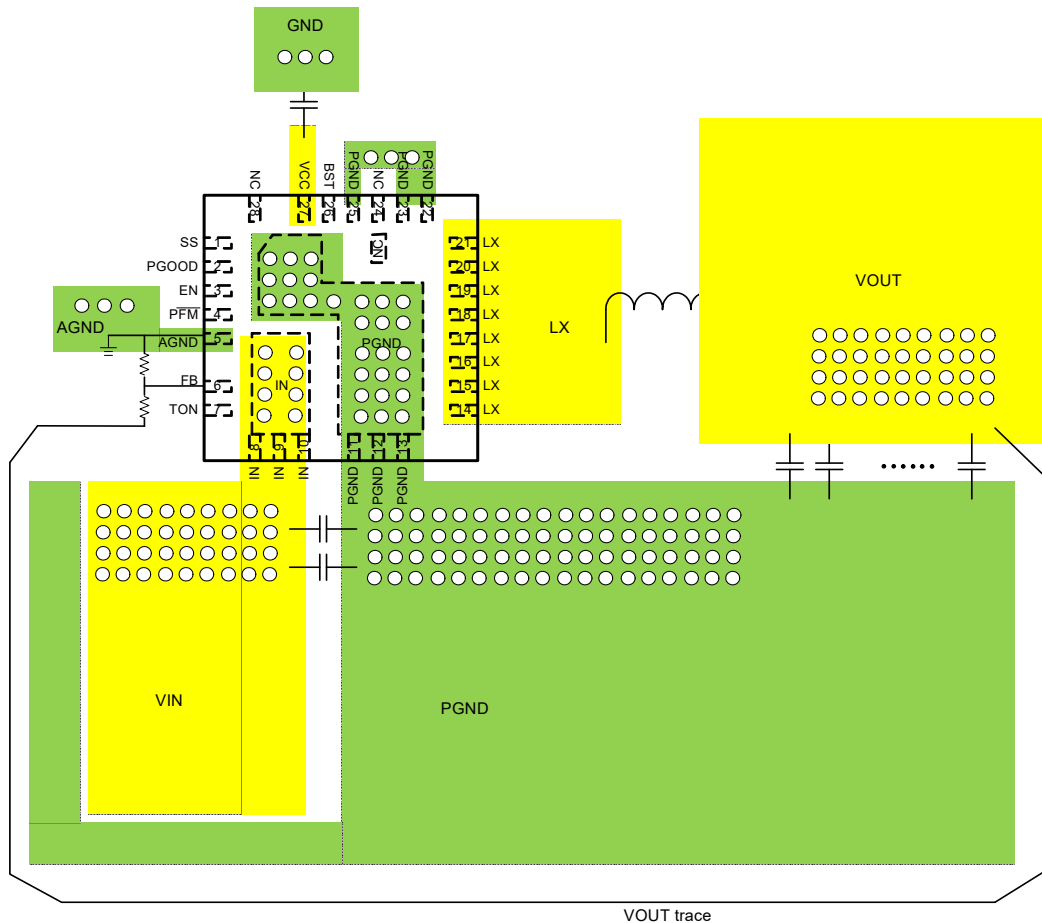 GND
NC 28
VCC 27
BST 26
PGND 25
NC 24
PGND 23
PGND 22
NC
SS 1
PGOOD 2
EN 3
PFM 4
AGND 5
FB 6
TON 7
AGND
21 LX
20 LX
19 LX
18 LX
17 LX
16 LX
15 LX
14 LX
LX
VOUT
PGND
IN
IN 8
IN 9
IN 10
PGND 11
PGND 12
PGND 13
VIN
PGND
VOUT trace